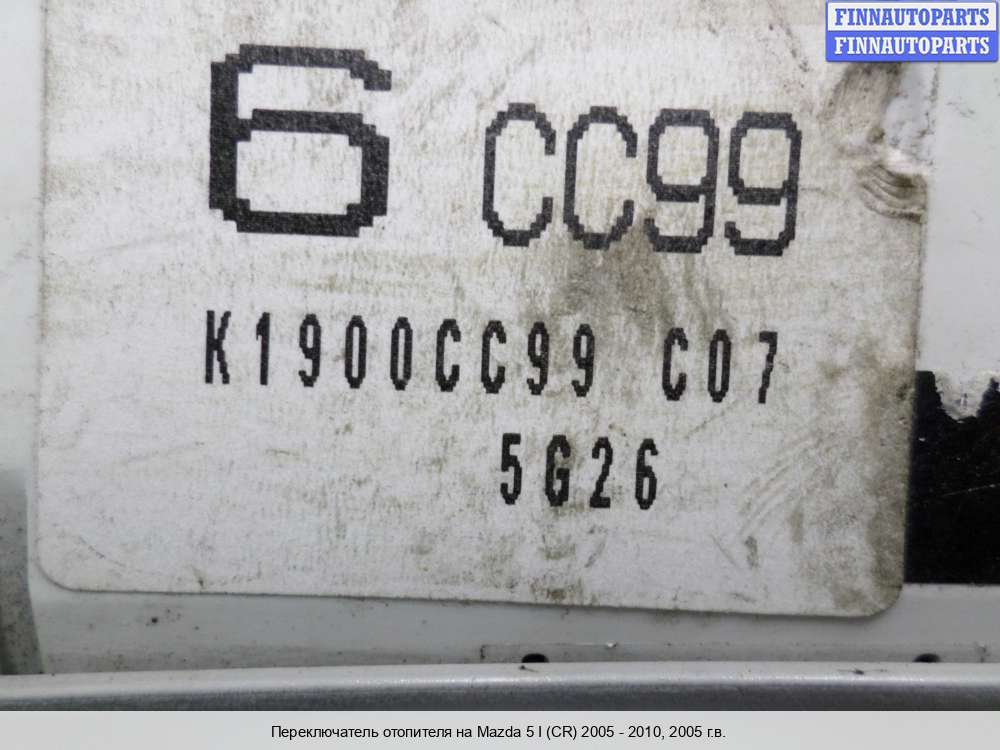 FINNAUTOPARTS
FINNAUTOPARTS
6 CC99
K1900CC99 C07
5G26
Переключатель отопителя на Mazda 5 I (CR) 2005 - 2010, 2005 г.в.